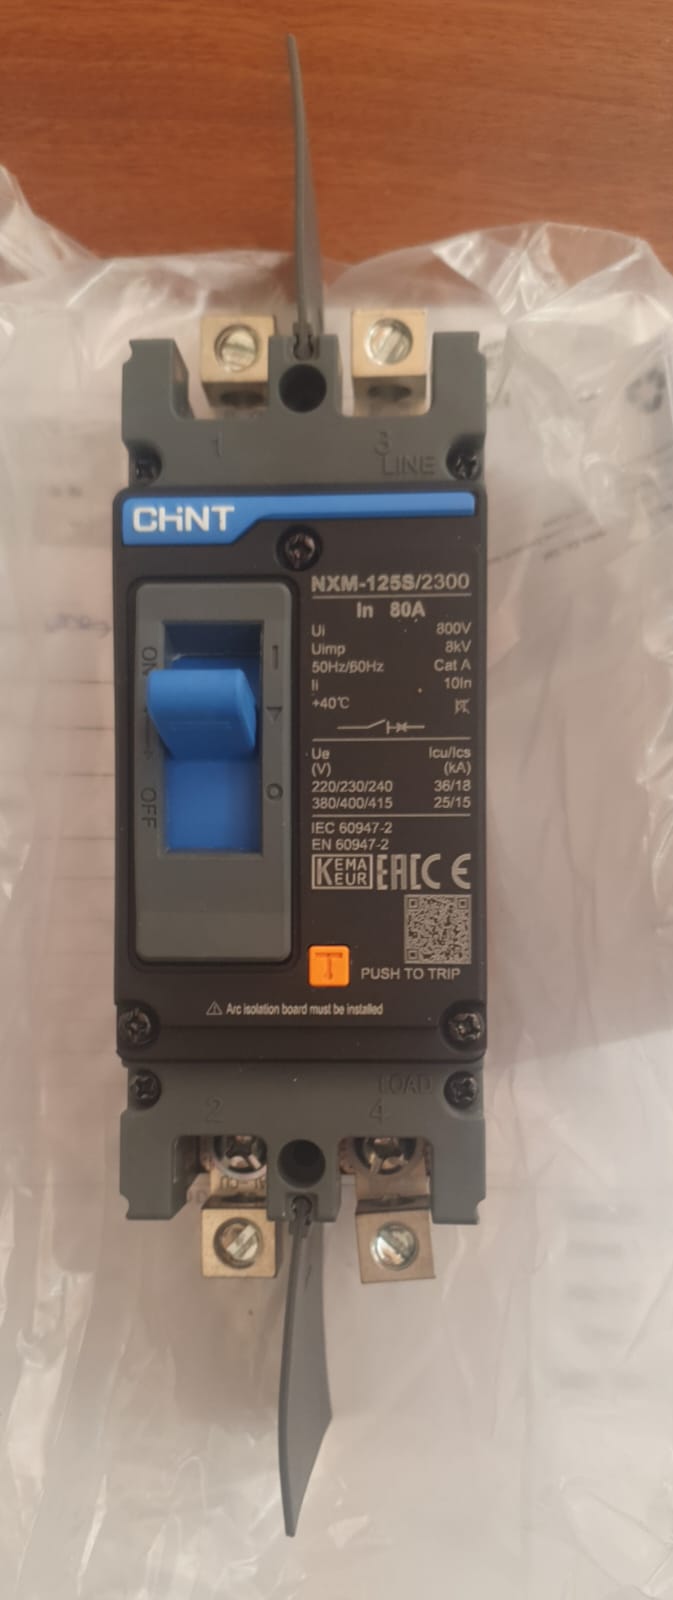 1
3
LINE
CHNT
NXM-125S/2300
In 80A
Ui 800V
Uimp 8kV
50Hz/60Hz Cat A
Ii 10In
+40℃
ON
OFF
Ue Icu/Ics
(V) (kA)
220/230/240 36/18
380/400/415 25/15
IEC 60947-2
EN 60947-2
KEMA EUR EAC CE
PUSH TO TRIP
Arc isolation board must be installed
LOAD
2
4